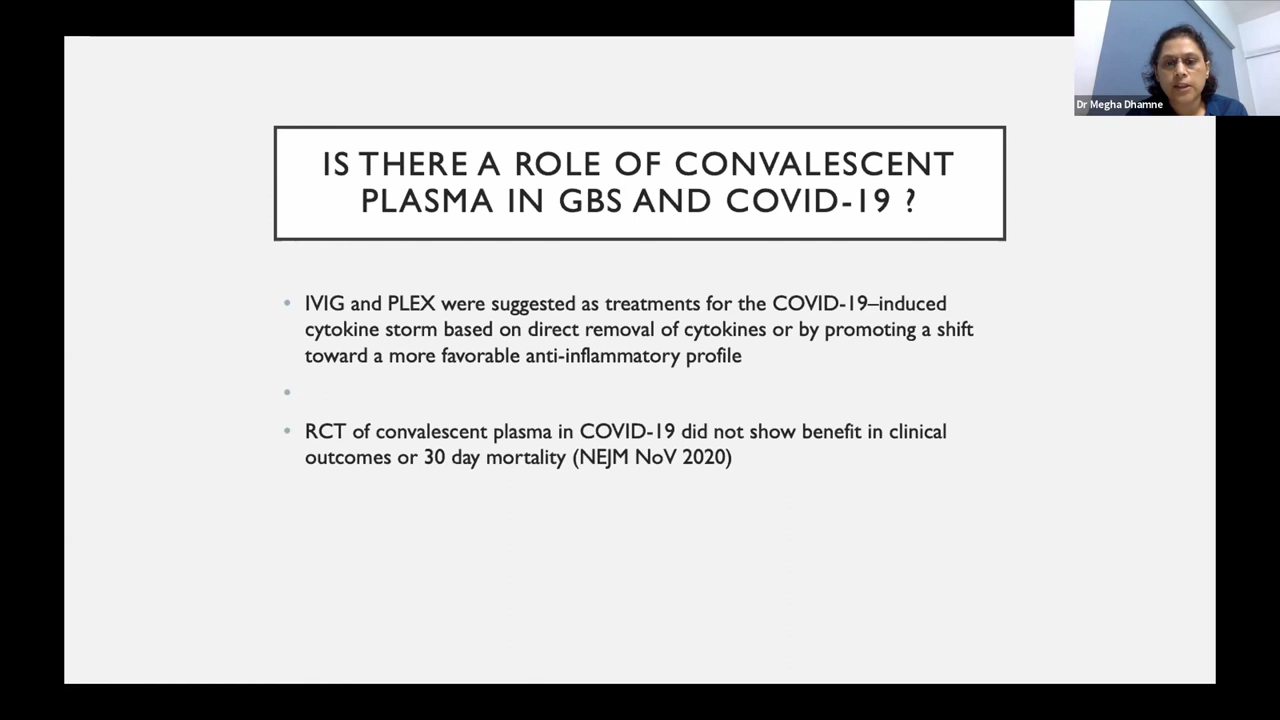 Dr Megha Dhamne
IS THERE A ROLE OF CONVALESCENT
PLASMA IN GBS AND COVID-19 ?
• IVIG and PLEX were suggested as treatments for the COVID-19–induced
cytokine storm based on direct removal of cytokines or by promoting a shift
toward a more favorable anti-inflammatory profile
•
• RCT of convalescent plasma in COVID-19 did not show benefit in clinical
outcomes or 30 day mortality (NEJM NoV 2020)